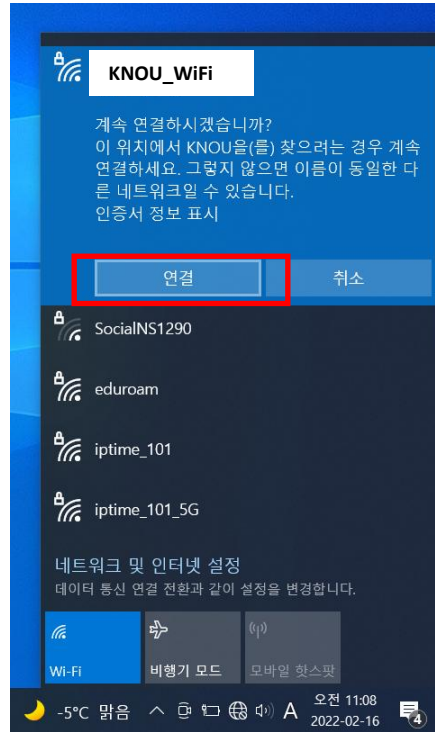 KNOU_WiFi
계속 연결하시겠습니까?
이 위치에서 KNOU을(를) 찾으려는 경우 계속
연결하세요. 그렇지 않으면 이름이 동일한 다
른 네트워크일 수 있습니다.
인증서 정보 표시
연결 취소
SocialNS1290
eduroam
iptime_101
iptime_101_5G
네트워크 및 인터넷 설정
데이터 통신 연결 전환과 같이 설정을 변경합니다.
Wi-Fi 비행기 모드 모바일 핫스팟
-5°C 맑음 A 오전 11:08
2022-02-16 4